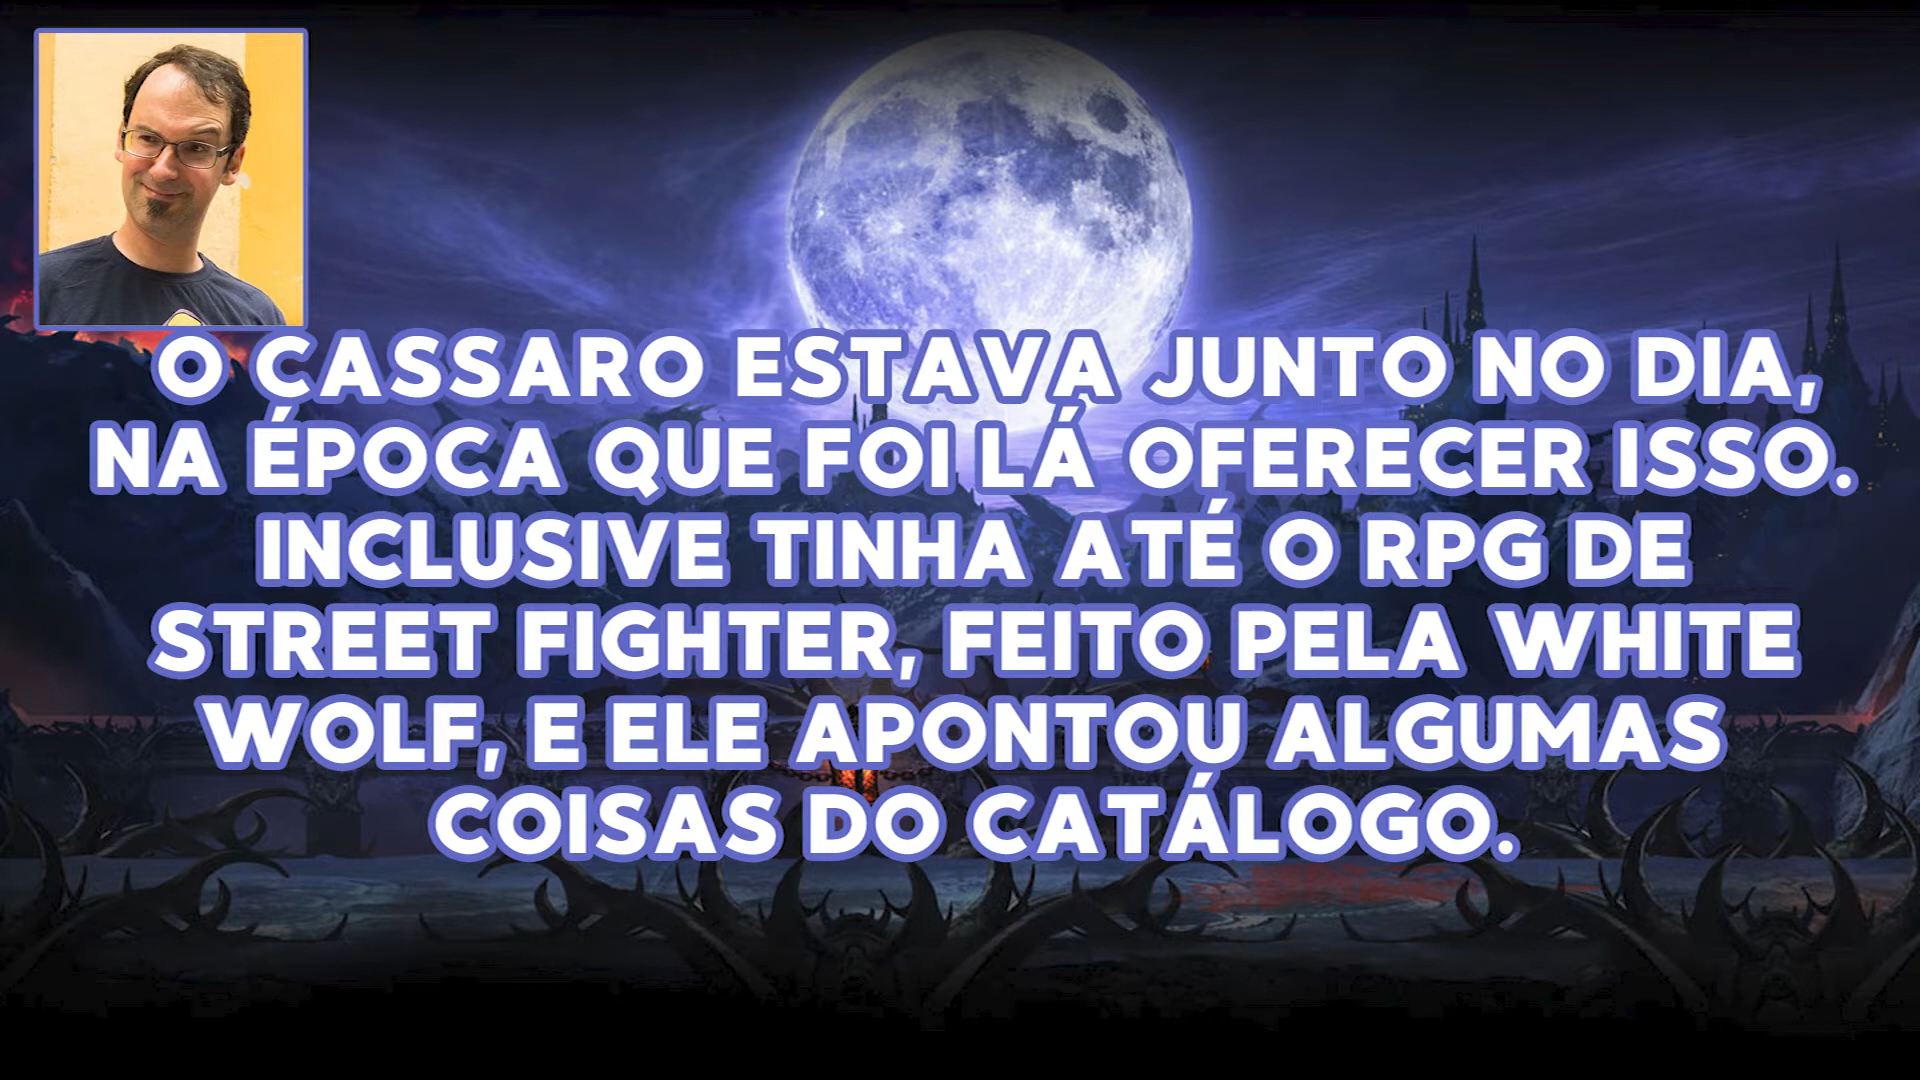 O CASSARO ESTAVA JUNTO NO DIA,
NA ÉPOCA QUE FOI LÁ OFERECER ISSO.
INCLUSIVE TINHA ATÉ O RPG DE
STREET FIGHTER, FEITO PELA WHITE
WOLF, E ELE APONTOU ALGUMAS
COISAS DO CATÁLOGO.